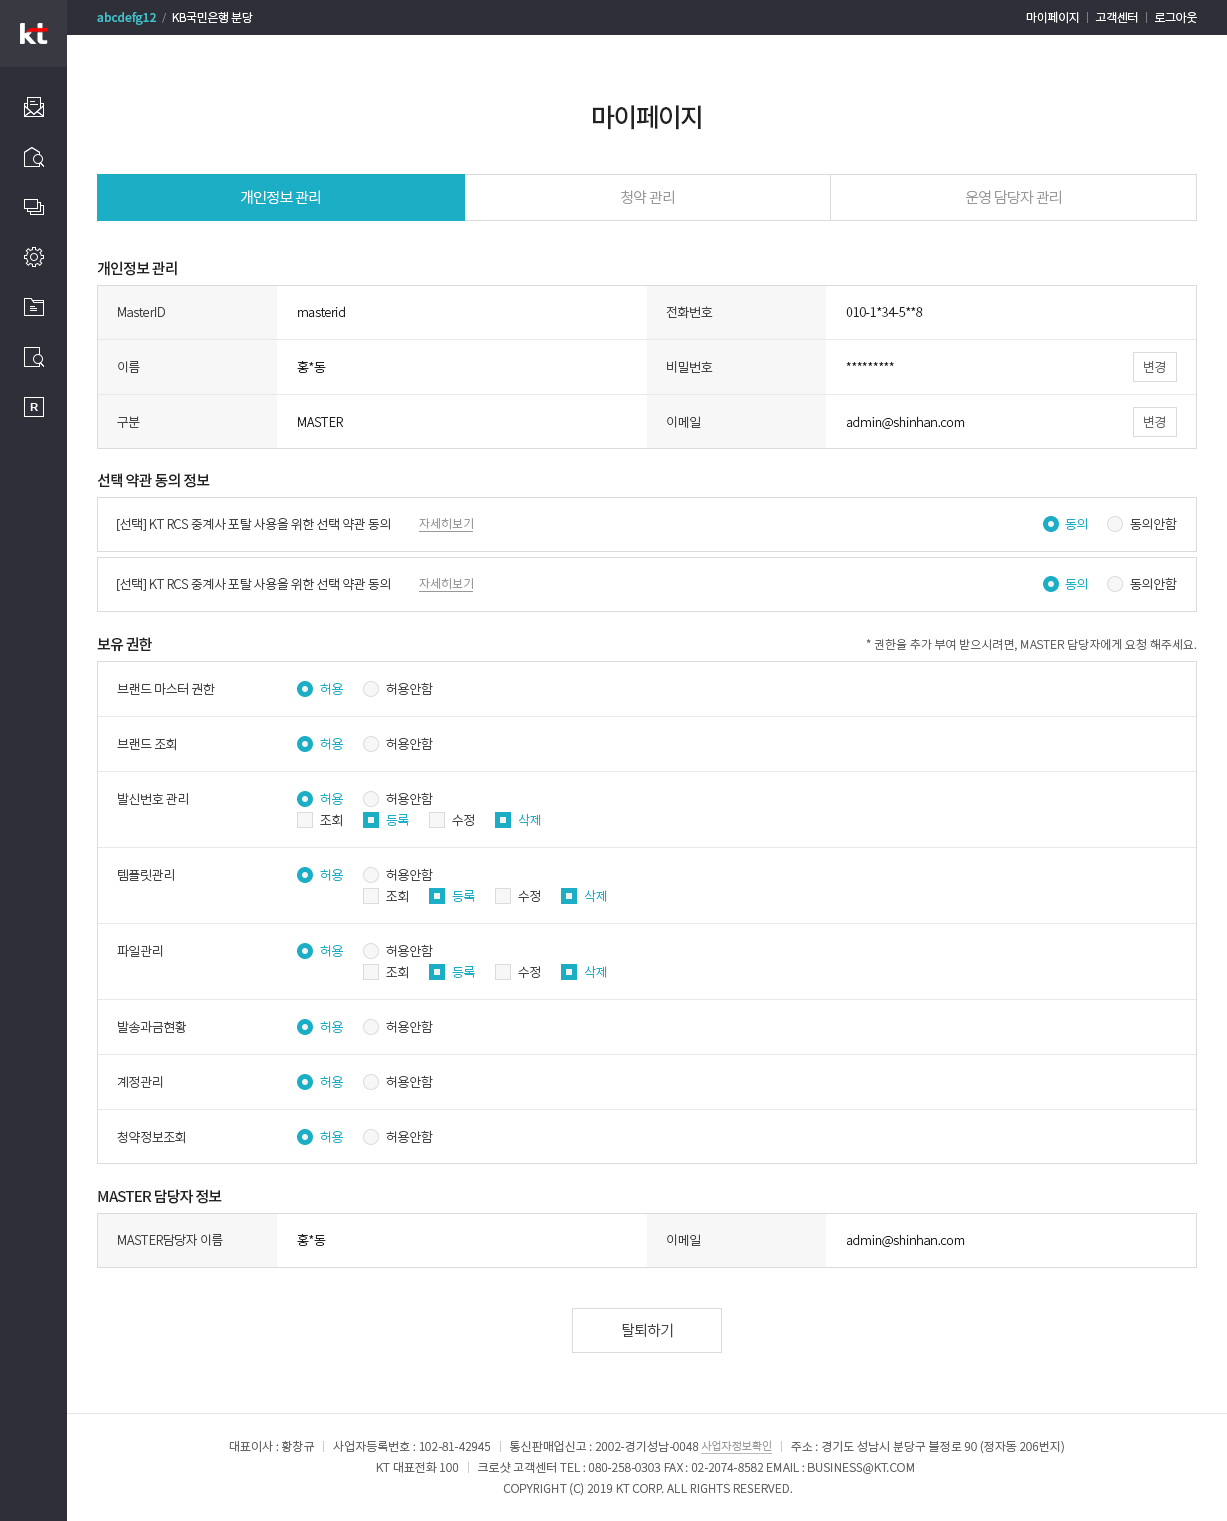 kt
abcdefg12 / KB국민은행 분당
마이페이지 | 고객센터 | 로그아웃
R
마이페이지
개인정보 관리
청약 관리
운영 담당자 관리
개인정보 관리
MasterID masterid 전화번호 010-1*34-5**8
이름 홍*동 비밀번호 ********* 변경
구분 MASTER 이메일 admin@shinhan.com 변경
선택 약관 동의 정보
[선택] KT RCS 중계사 포탈 사용을 위한 선택 약관 동의 자세히보기 동의 동의안함
[선택] KT RCS 중계사 포탈 사용을 위한 선택 약관 동의 자세히보기 동의 동의안함
보유 권한 * 권한을 추가 부여 받으시려면, MASTER 담당자에게 요청 해주세요.
브랜드 마스터 권한 허용 허용안함
브랜드 조회 허용 허용안함
발신번호 관리 허용 허용안함
조회 등록 수정 삭제
템플릿관리 허용 허용안함
조회 등록 수정 삭제
파일관리 허용 허용안함
조회 등록 수정 삭제
발송과금현황 허용 허용안함
계정관리 허용 허용안함
청약정보조회 허용 허용안함
MASTER 담당자 정보
MASTER담당자 이름 홍*동 이메일 admin@shinhan.com
탈퇴하기
대표이사 : 황창규 | 사업자등록번호 : 102-81-42945 | 통신판매업신고 : 2002-경기성남-0048 사업자정보확인 | 주소 : 경기도 성남시 분당구 불정로 90 (정자동 206번지)
KT 대표전화 100 | 크로샷 고객센터 TEL : 080-258-0303 FAX : 02-2074-8582 EMAIL : BUSINESS@KT.COM
COPYRIGHT (C) 2019 KT CORP. ALL RIGHTS RESERVED.